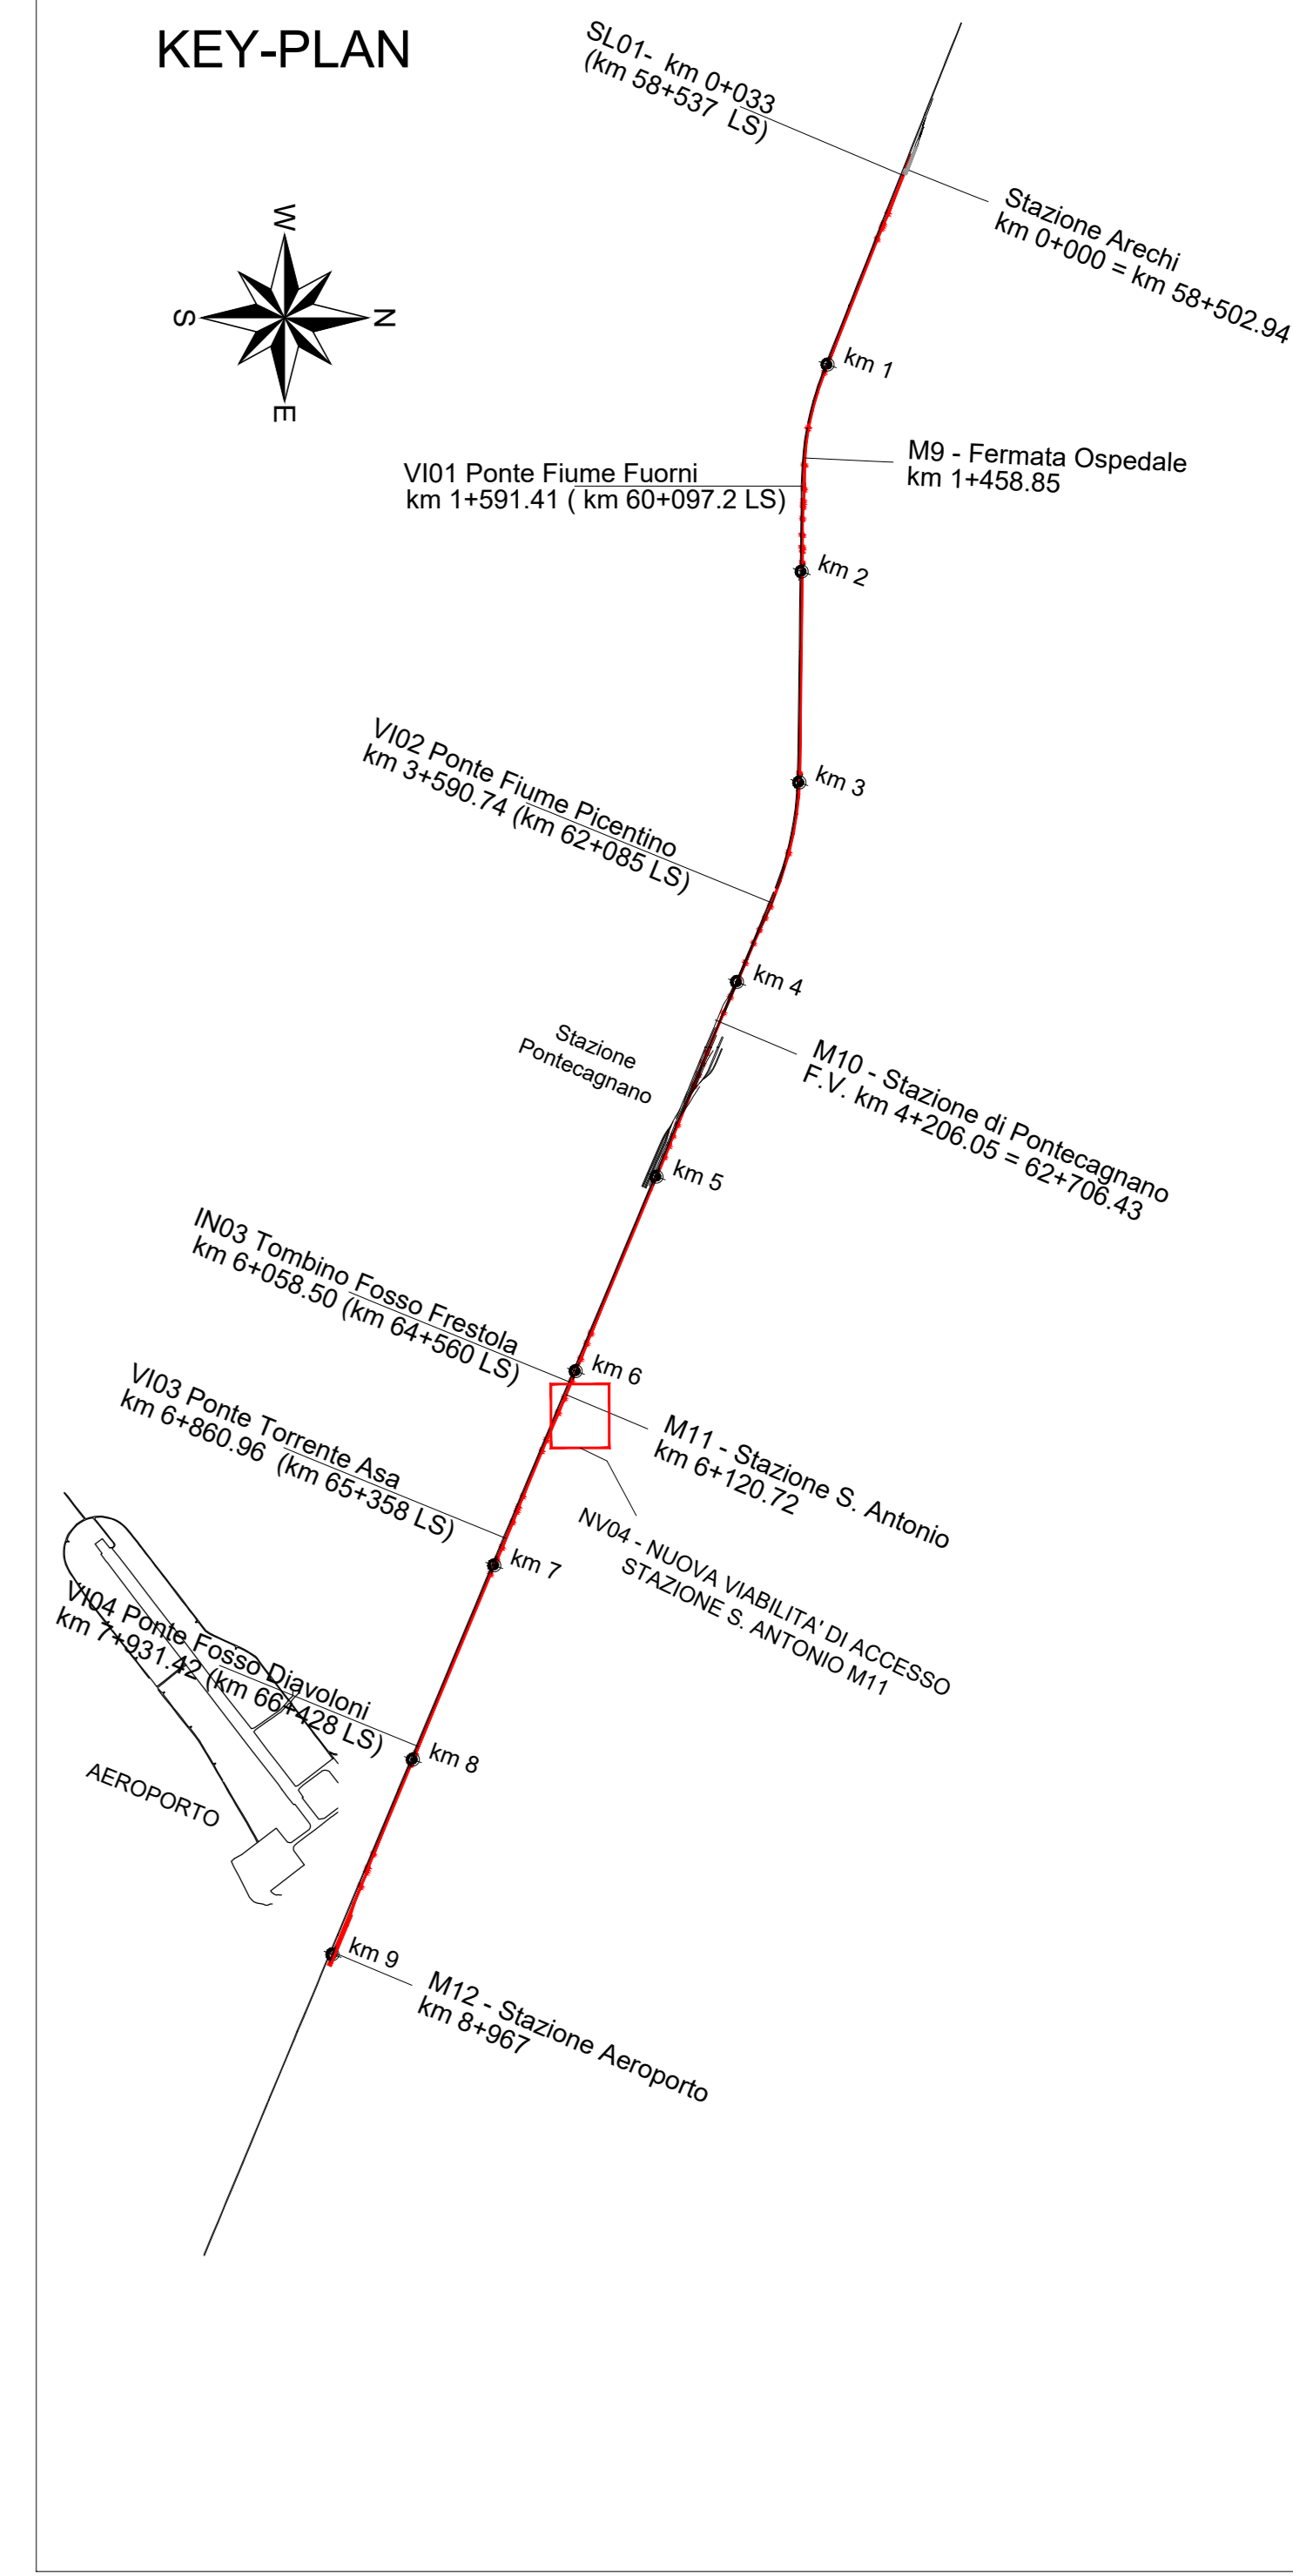 KEY-PLAN
SL01- km 0+033
(km 58+537 LS)
Stazione Arechi
km 0+000 = km 58+502.94
W
S
N
E
km 1
M9 - Fermata Ospedale
km 1+458.85
VI01 Ponte Fiume Fuorni
km 1+591.41 ( km 60+097.2 LS)
km 2
VI02 Ponte Fiume Picentino
km 3+590.74 (km 62+085 LS)
km 3
km 4
Stazione
Pontecagnano
M10 - Stazione di Pontecagnano
F.V. km 4+206.05 = 62+706.43
km 5
IN03 Tombino Fosso Frestola
km 6+058.50 (km 64+560 LS)
km 6
VI03 Ponte Torrente Asa
km 6+860.96 (km 65+358 LS)
M11 - Stazione S. Antonio
km 6+120.72
NV04 - NUOVA VIABILITA' DI ACCESSO
STAZIONE S. ANTONIO M11
km 7
VI04 Ponte Fosso Diavoloni
km 7+931.42 (km 66+428 LS)
km 8
AEROPORTO
km 9
M12 - Stazione Aeroporto
km 8+967